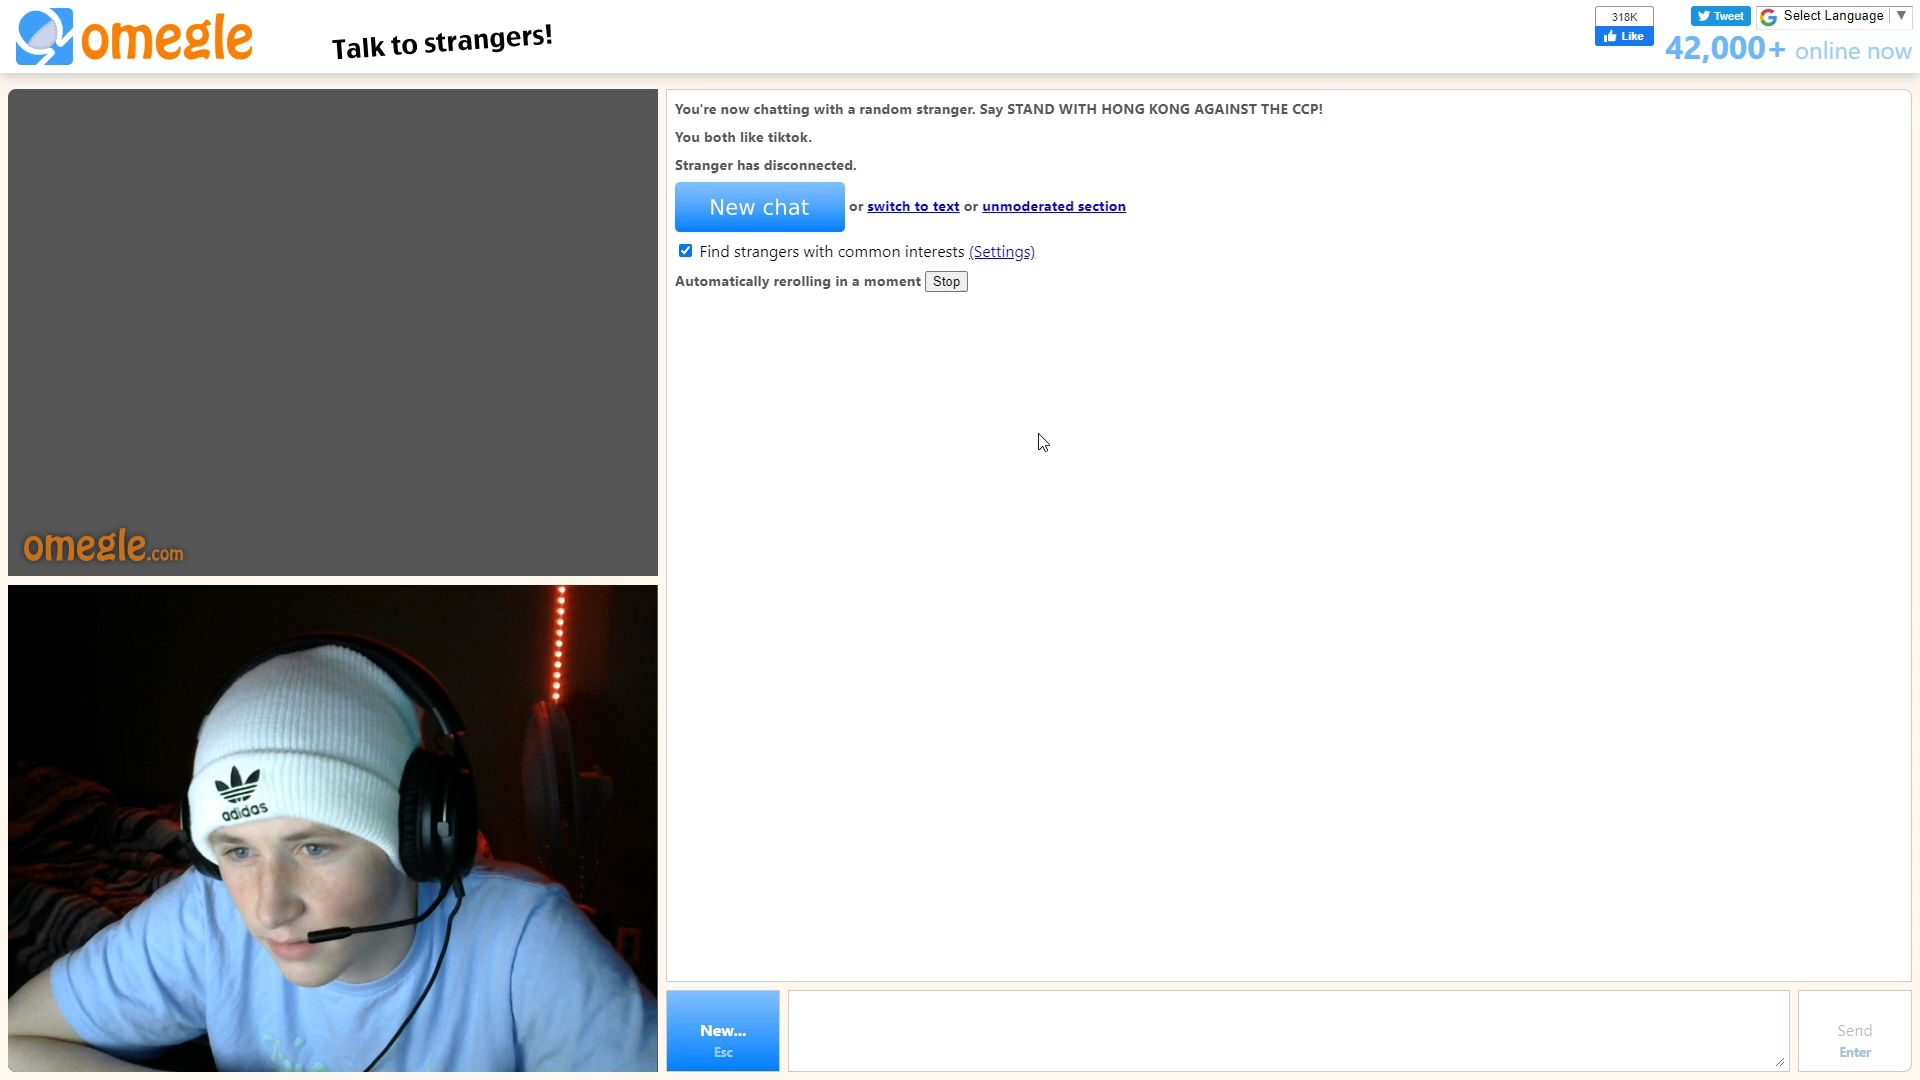 omegle
Talk to strangers!
318K
Like
Tweet
Select Language ▼
42,000+ online now
You're now chatting with a random stranger. Say STAND WITH HONG KONG AGAINST THE CCP!
You both like tiktok.
Stranger has disconnected.
New chat or switch to text or unmoderated section
Find strangers with common interests (Settings)
Automatically rerolling in a moment Stop
omegle.com
adidas
New...
Esc
Send
Enter